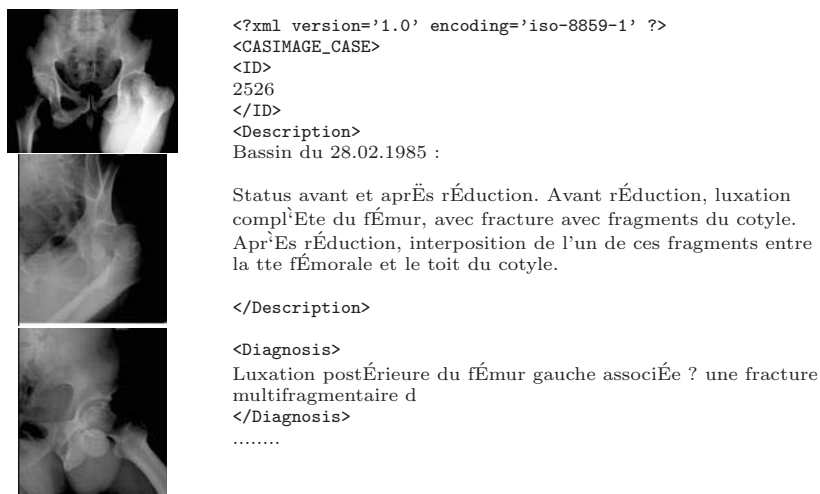 <?xml version='1.0' encoding='iso-8859-1' ?>
<CASIMAGE_CASE>
<ID>
2526
</ID>
<Description>
Bassin du 28.02.1985 :
Status avant et aprËs rÉduction. Avant rÉduction, luxation
compl`Ete du fÉmur, avec fracture avec fragments du cotyle.
Apr`Es rÉduction, interposition de l'un de ces fragments entre
la tte fÉmorale et le toit du cotyle.
</Description>
<Diagnosis>
Luxation postÉrieure du fÉmur gauche associÉe ? une fracture
multifragmentaire d
</Diagnosis>
........